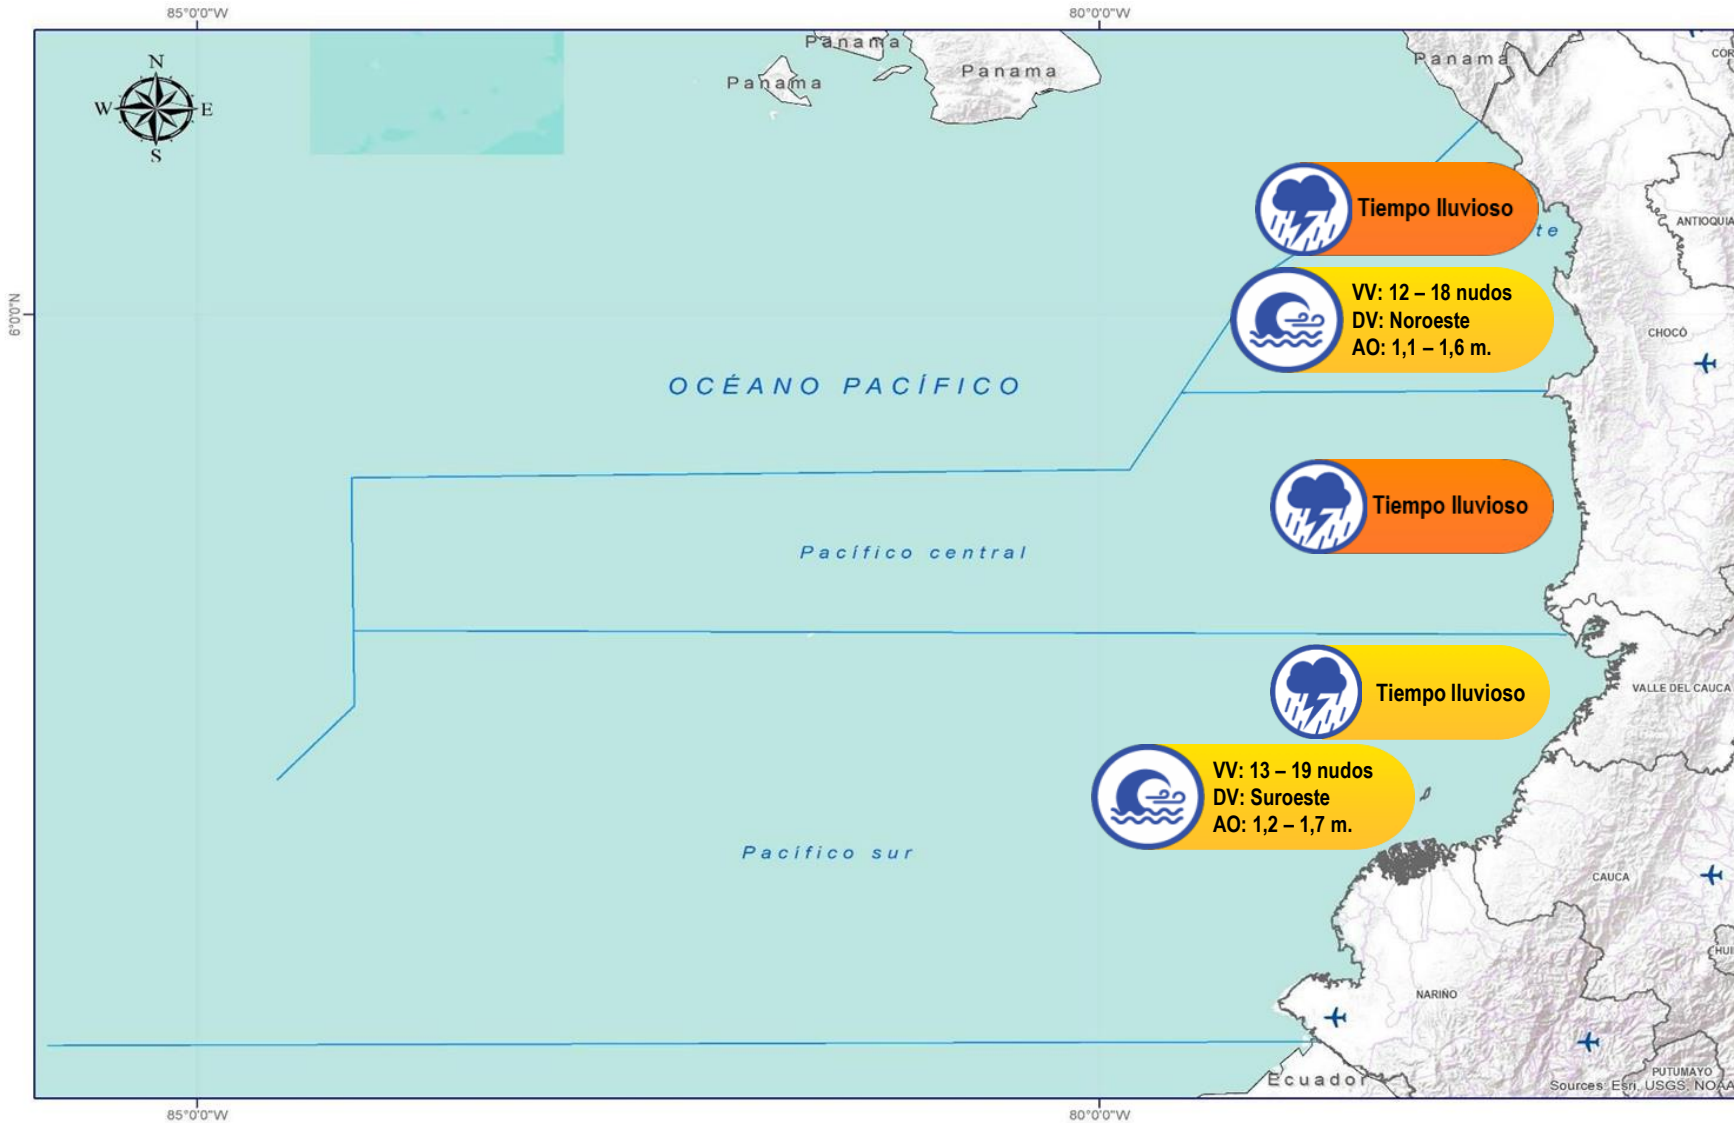 85°0'0"W
80°0'0"W
Panama
Panama
Panama
Panama
N
W
E
S
Tiempo lluvioso
ANTIOQUIA
te
6°0'0"N
VV: 12 – 18 nudos
DV: Noroeste
AO: 1,1 – 1,6 m.
CHOCÓ
OCÉANO PACÍFICO
Tiempo lluvioso
Pacífico central
Tiempo lluvioso
VALLE DEL CAUCA
VV: 13 – 19 nudos
DV: Suroeste
AO: 1,2 – 1,7 m.
Pacífico sur
CAUCA
HUI
NARIÑO
PUTUMAYO
Ecuador
Sources: Esri, USGS, NOAA
85°0'0"W
80°0'0"W